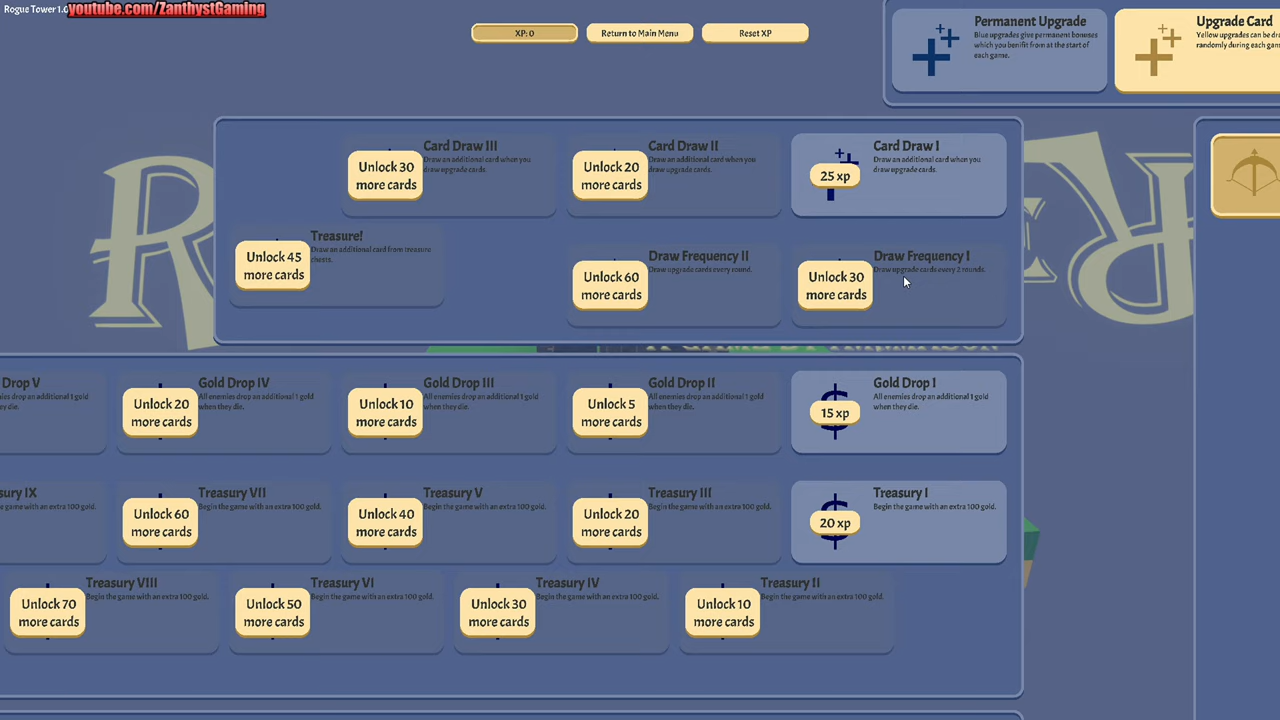 Rogue Tower 1.0
youtube.com/ZanthystGaming
XP: 0
Return to Main Menu
Reset XP
Permanent Upgrade
Blue upgrades give permanent bonuses
which you benifit from at the start of
each game.
Upgrade Card
Yellow upgrades can be
randomly during each
Card Draw III
Draw an additional card when you
draw upgrade cards.
Unlock 30
more cards
Card Draw II
Draw an additional card when you
draw upgrade cards.
Unlock 20
more cards
Card Draw I
Draw an additional card when you
draw upgrade cards.
25 xp
Treasure!
Draw an additional card from treasure
chests.
Unlock 45
more cards
Draw Frequency II
Draw upgrade cards every round.
Unlock 60
more cards
Draw Frequency I
Draw upgrade cards every 2 rounds.
Unlock 30
more cards
Drop V
drop an additional 1 gold
Gold Drop IV
All enemies drop an additional 1 gold
when they die.
Unlock 20
more cards
Gold Drop III
All enemies drop an additional 1 gold
when they die.
Unlock 10
more cards
Gold Drop II
All enemies drop an additional 1 gold
when they die.
Unlock 5
more cards
Gold Drop I
All enemies drop an additional 1 gold
when they die.
15 xp
sury IX
the game with an extra 100 gold.
Treasury VII
Begin the game with an extra 100 gold.
Unlock 60
more cards
Treasury V
Begin the game with an extra 100 gold.
Unlock 40
more cards
Treasury III
Begin the game with an extra 100 gold.
Unlock 20
more cards
Treasury I
Begin the game with an extra 100 gold.
20 xp
Treasury VIII
Begin the game with an extra 100 gold.
Unlock 70
more cards
Treasury VI
Begin the game with an extra 100 gold.
Unlock 50
more cards
Treasury IV
Begin the game with an extra 100 gold.
Unlock 30
more cards
Treasury II
Begin the game with an extra 100 gold.
Unlock 10
more cards